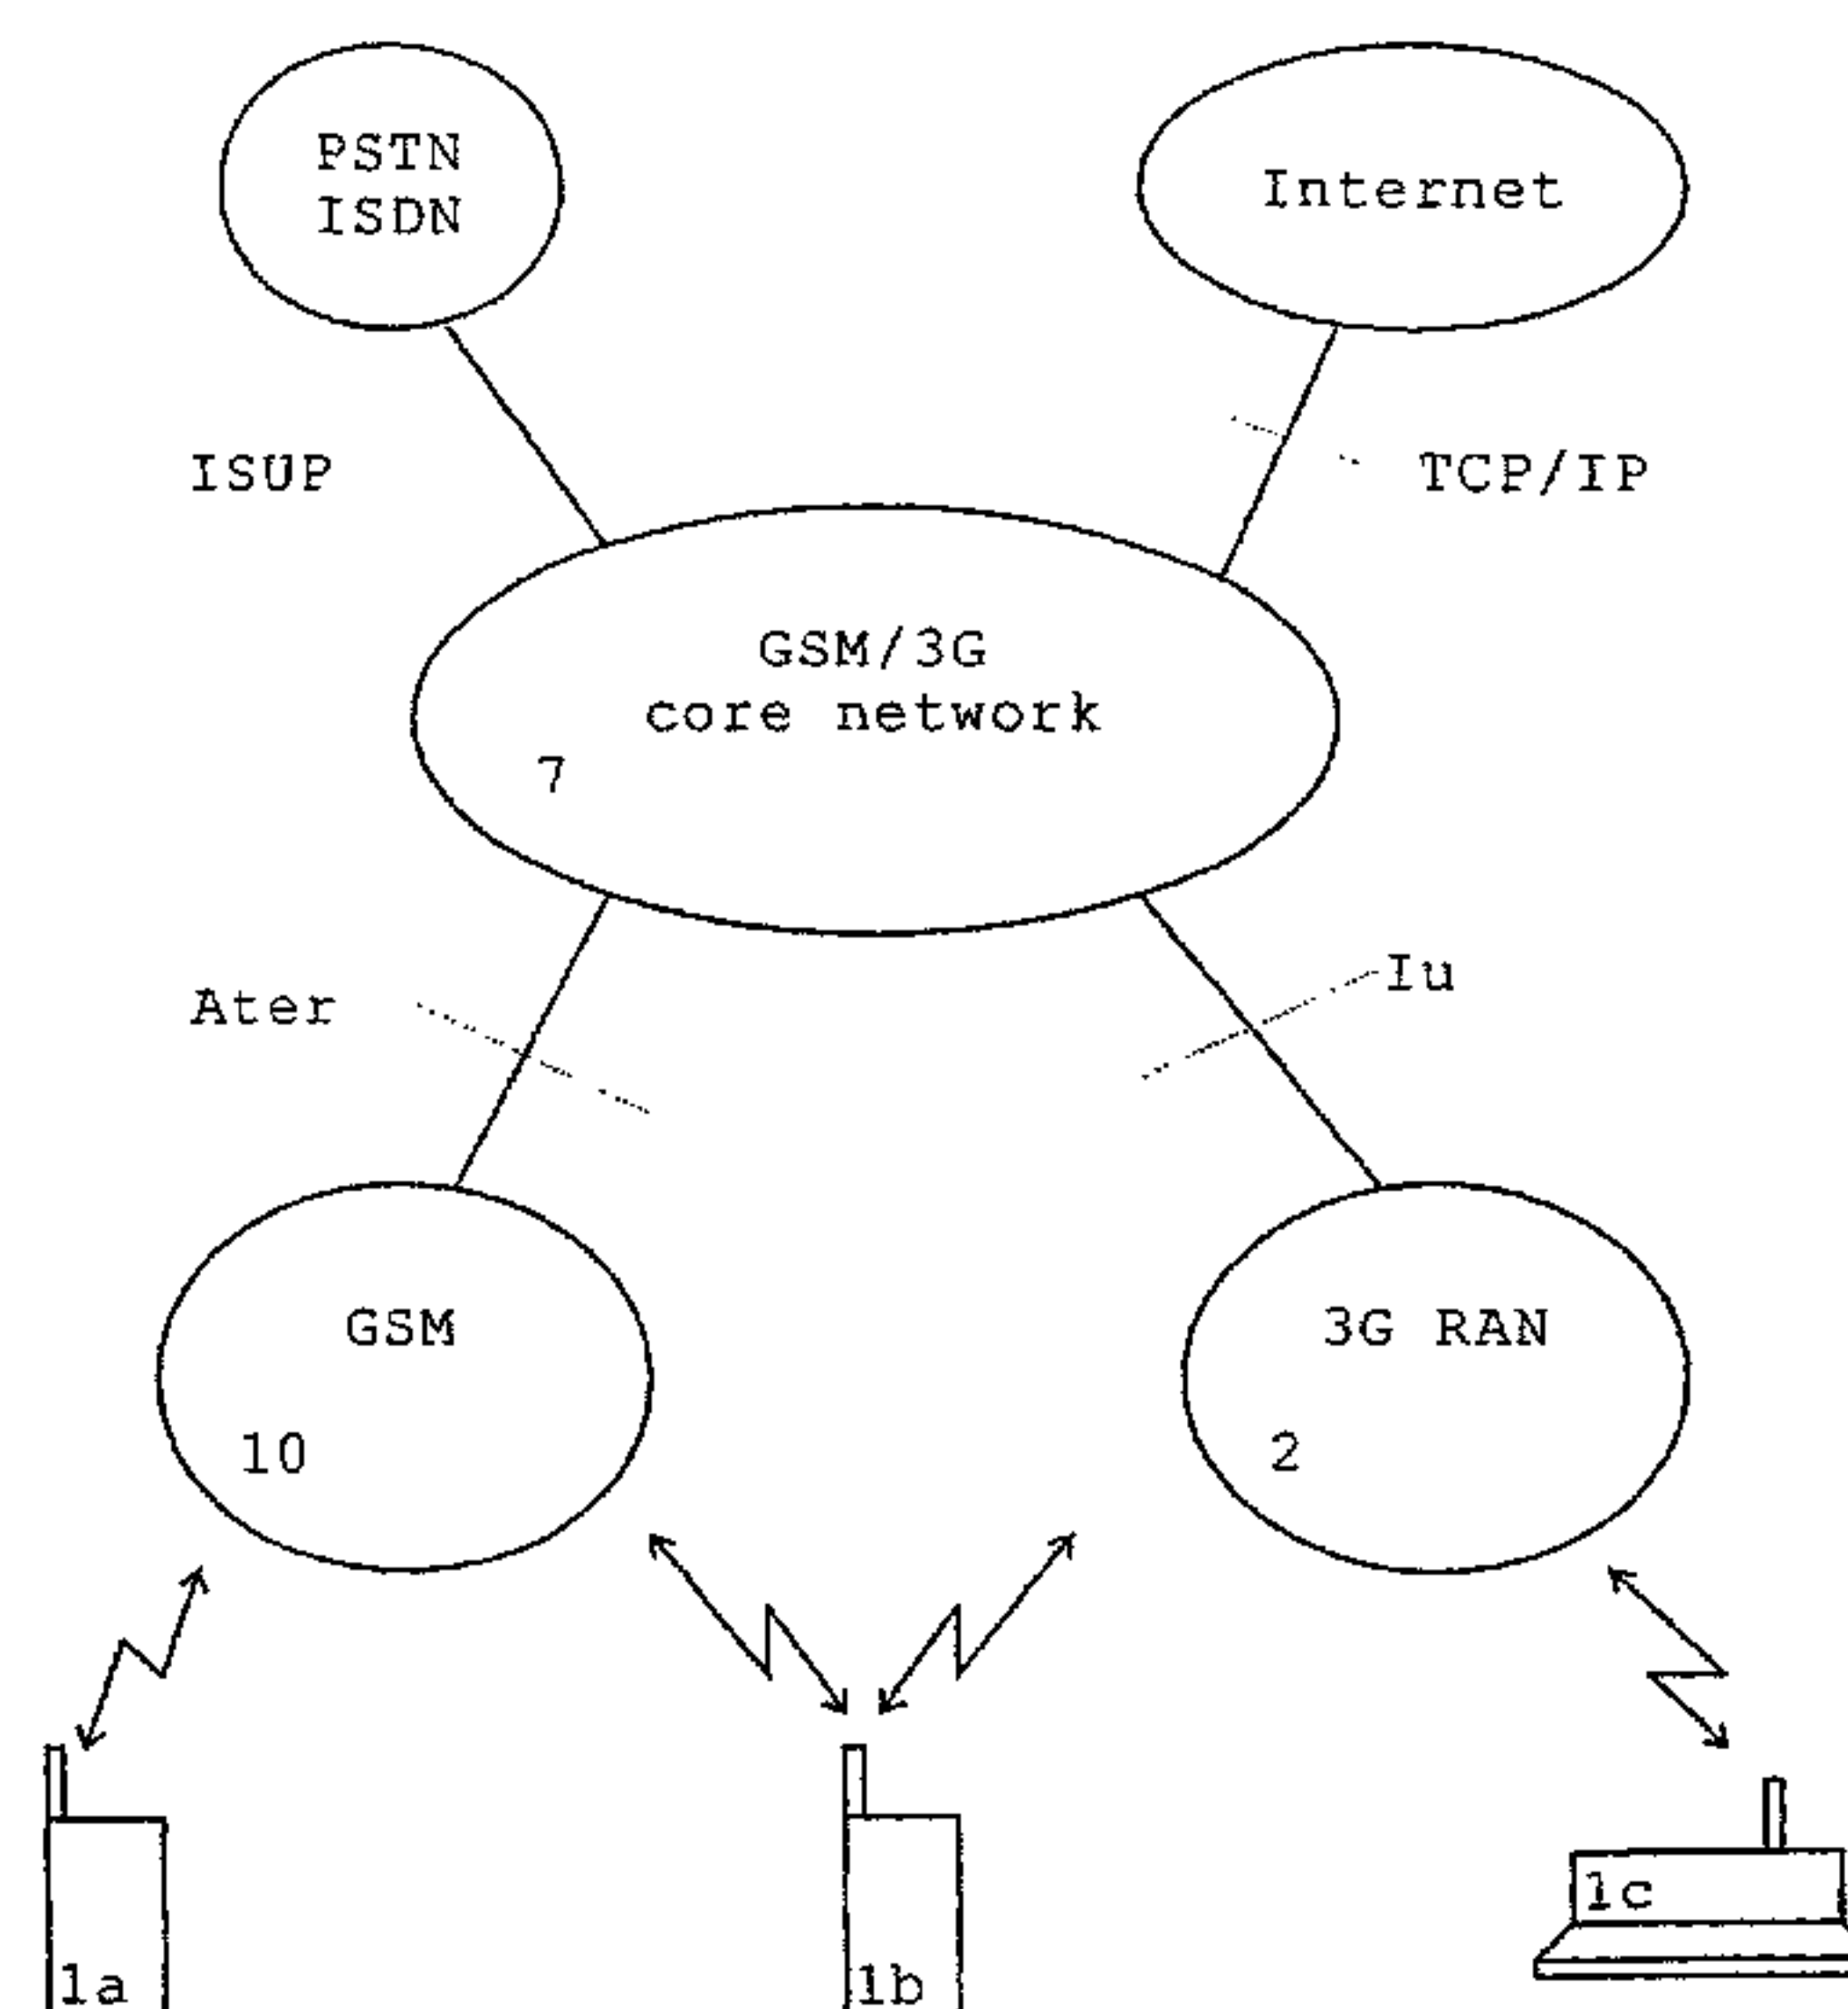 PSTN
ISDN
Internet
ISUP
TCP/IP
GSM/3G
core network
7
Ater
Iu
GSM
10
3G RAN
2
1a
1b
1c